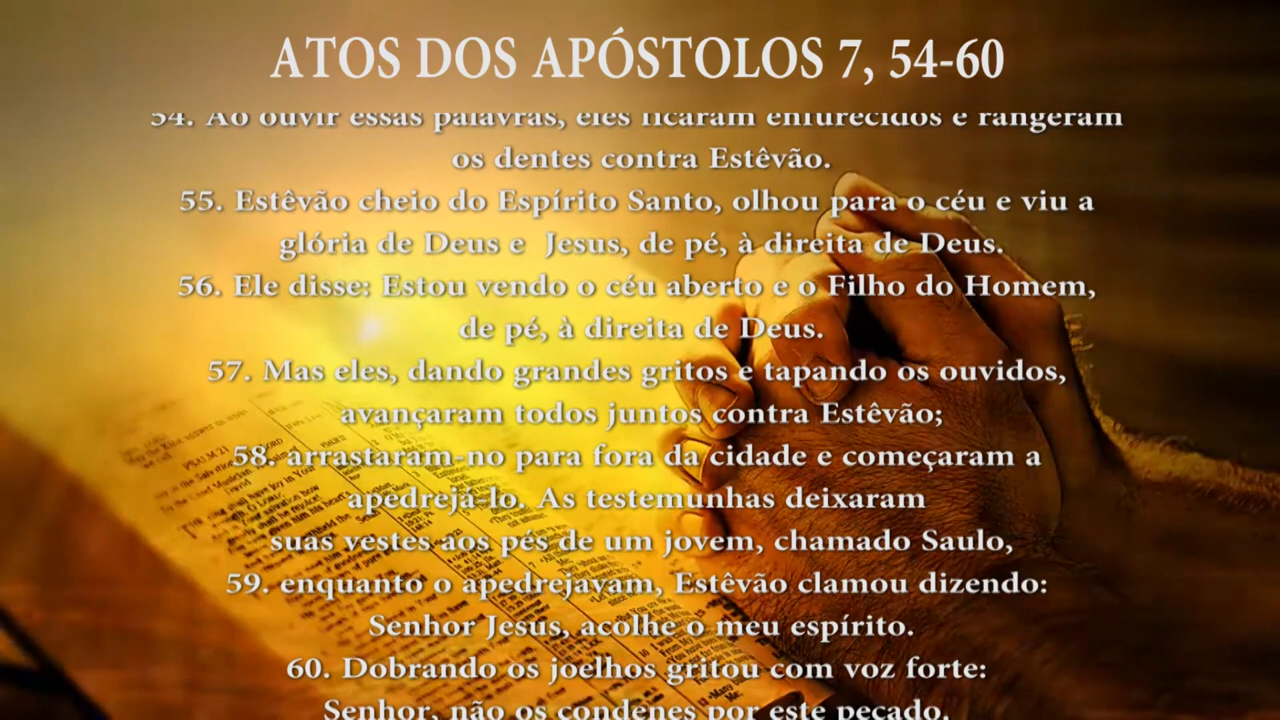 ATOS DOS APÓSTOLOS 7, 54-60
54. Ao ouvir essas palavras, eles ficaram enfurecidos e rangeram
os dentes contra Estêvão.
55. Estêvão cheio do Espírito Santo, olhou para o céu e viu a
glória de Deus e Jesus, de pé, à direita de Deus.
56. Ele disse: Estou vendo o céu aberto e o Filho do Homem,
de pé, à direita de Deus.
57. Mas eles, dando grandes gritos e tapando os ouvidos,
avançaram todos juntos contra Estêvão;
58. arrastaram-no para fora da cidade e começaram a
apedrejá-lo. As testemunhas deixaram
suas vestes aos pés de um jovem, chamado Saulo,
59. enquanto o apedrejavam, Estêvão clamou dizendo:
Senhor Jesus, acolhe o meu espírito.
60. Dobrando os joelhos gritou com voz forte:
Senhor, não os condenes por este pecado.
PSALM 21